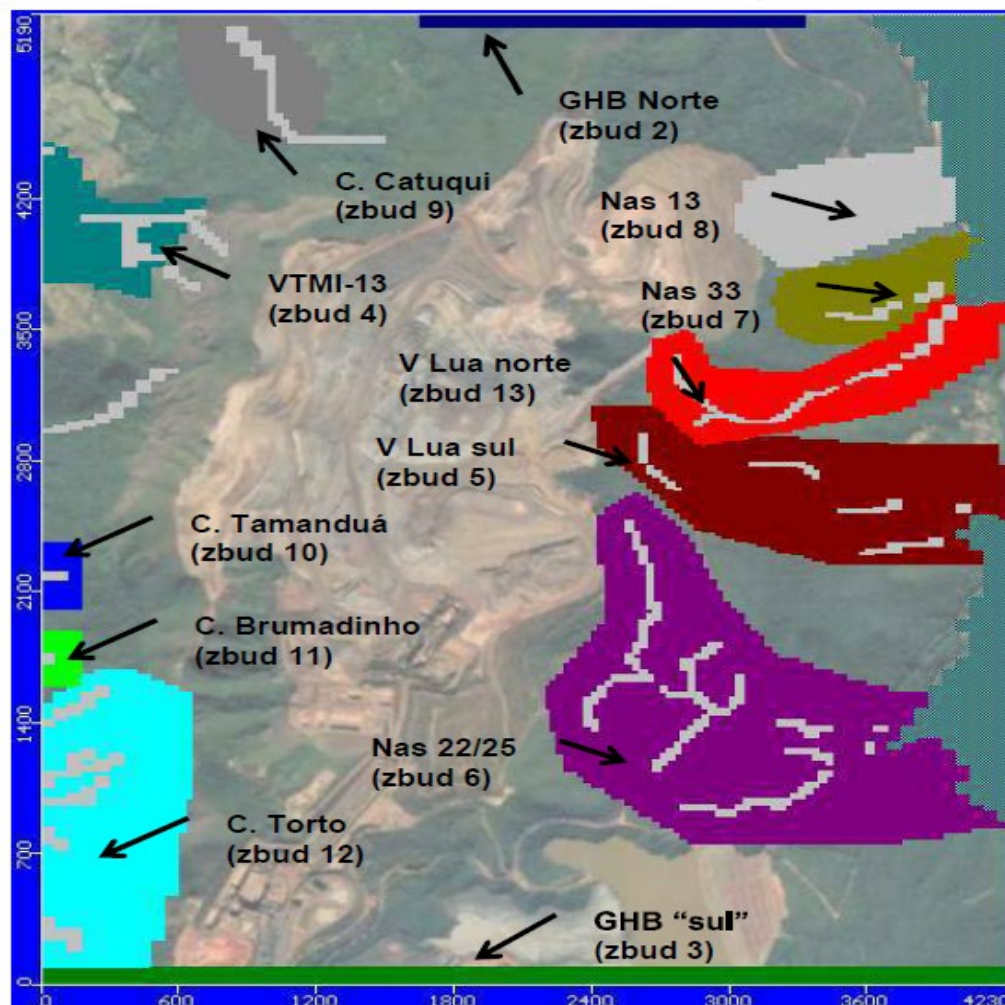 5190
GHB Norte
(zbud 2)
C. Catuqui
(zbud 9)
4200
Nas 13
(zbud 8)
VTMI-13
(zbud 4)
Nas 33
(zbud 7)
3500
V Lua norte
(zbud 13)
V Lua sul
(zbud 5)
2800
C. Tamanduá
(zbud 10)
2100
C. Brumadinho
(zbud 11)
1400
Nas 22/25
(zbud 6)
C. Torto
(zbud 12)
700
GHB “sul”
(zbud 3)
0
0 600 1200 1800 2400 3000 3600 4230